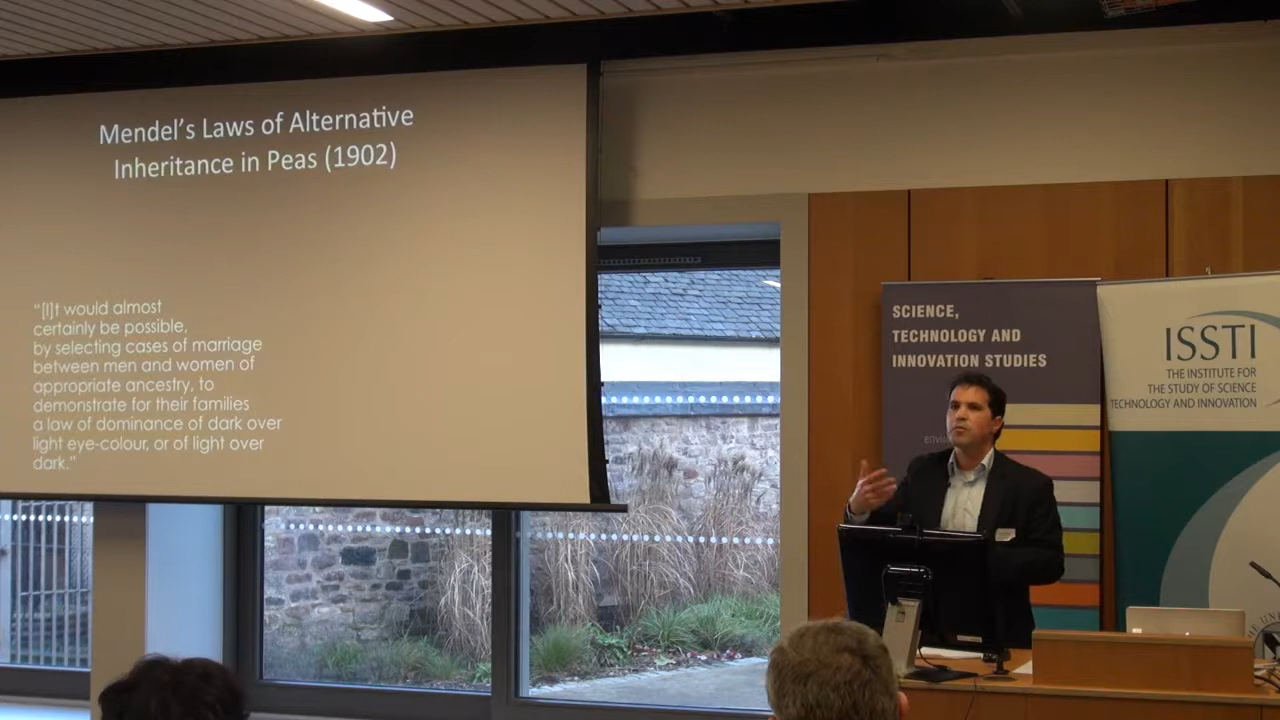 Mendel’s Laws of Alternative
Inheritance in Peas (1902)
“[I]t would almost
certainly be possible,
by selecting cases of marriage
between men and women of
appropriate ancestry, to
demonstrate for their families
a law of dominance of dark over
light eye-colour, or of light over
dark.”
SCIENCE,
TECHNOLOGY AND
INNOVATION STUDIES
ISSTI
THE INSTITUTE FOR
THE STUDY OF SCIENCE
TECHNOLOGY AND INNOVATION